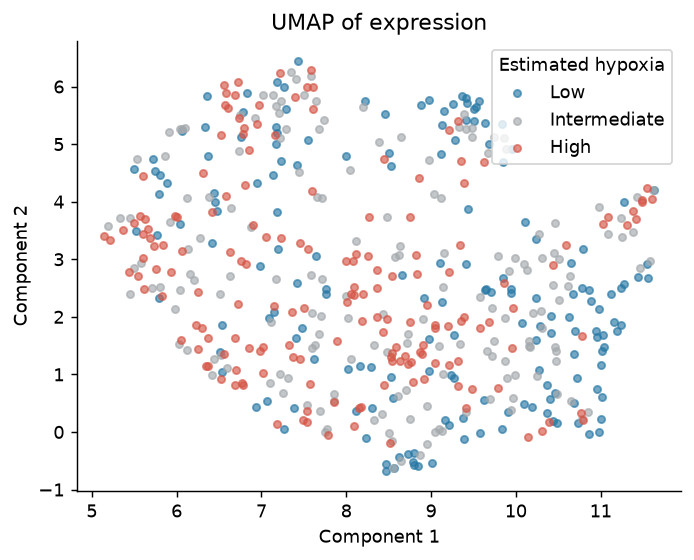 UMAP of expression
Estimated hypoxia
Low
Intermediate
High
Component 2
6
5
4
3
2
1
0
−1
5 6 7 8 9 10 11
Component 1